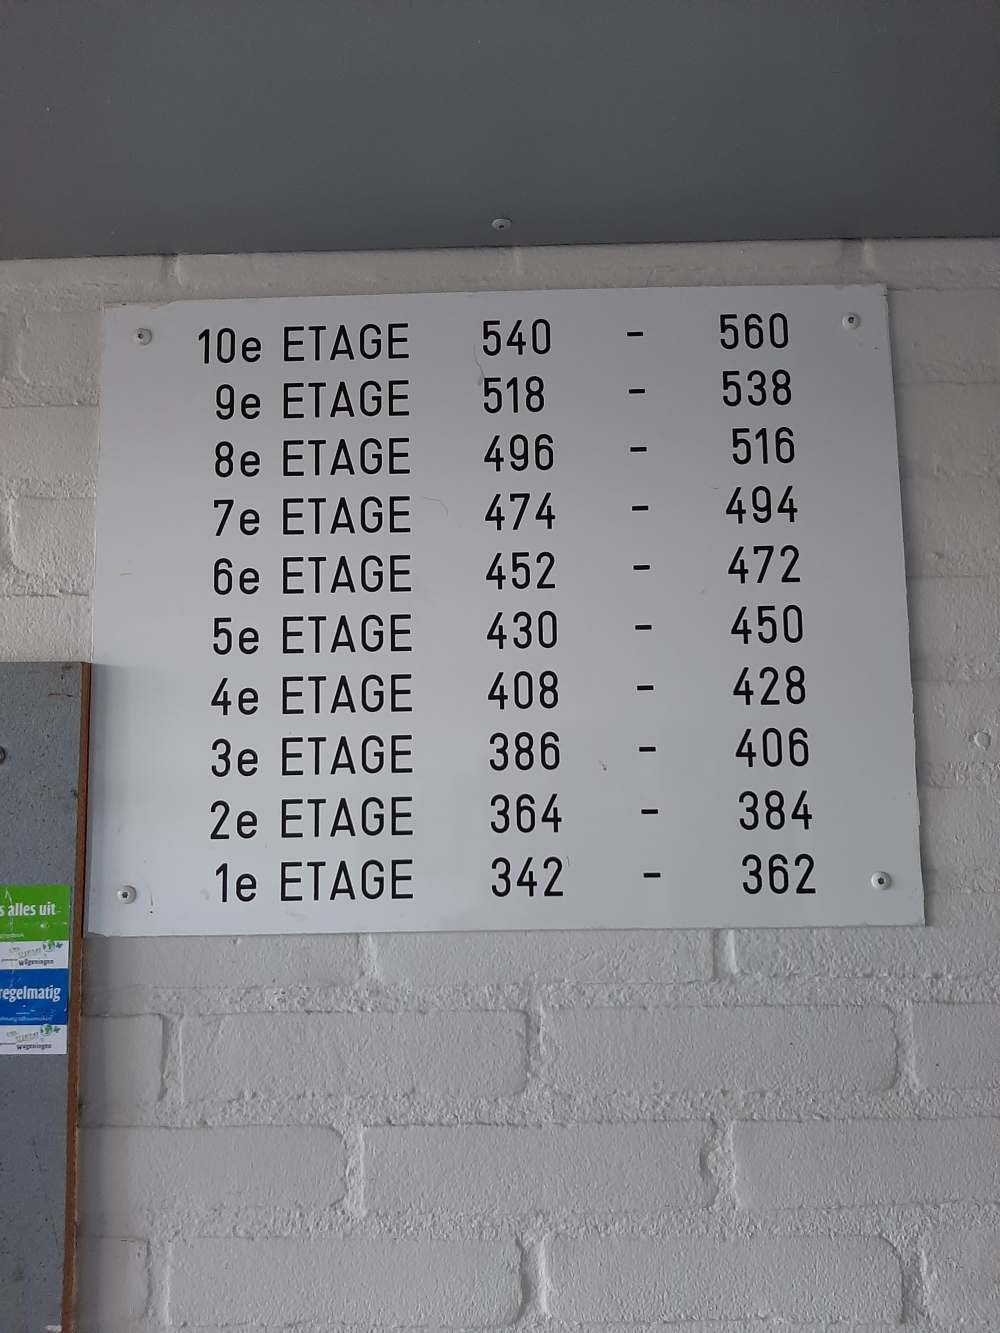 10e ETAGE 540 - 560
9e ETAGE 518 - 538
8e ETAGE 496 - 516
7e ETAGE 474 - 494
6e ETAGE 452 - 472
5e ETAGE 430 - 450
4e ETAGE 408 - 428
3e ETAGE 386 - 406
2e ETAGE 364 - 384
1e ETAGE 342 - 362
s alles uit
Wageningen
regelmatig
Wageningen